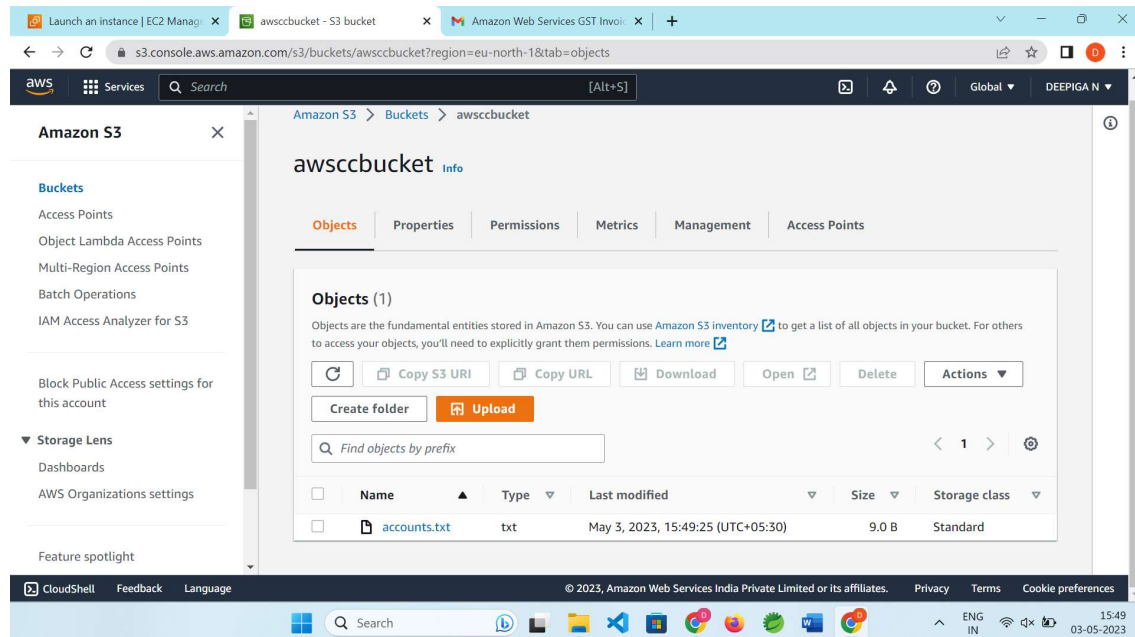 Launch an instance | EC2 Manag
awsccbucket - S3 bucket
Amazon Web Services GST Invoic
s3.console.aws.amazon.com/s3/buckets/awsccbucket?region=eu-north-1&tab=objects
D
aws
Services
Search
[Alt+S]
Global
DEEPIGA N
Amazon S3
Buckets
Access Points
Object Lambda Access Points
Multi-Region Access Points
Batch Operations
IAM Access Analyzer for S3
Block Public Access settings for
this account
Storage Lens
Dashboards
AWS Organizations settings
Feature spotlight
Amazon S3 > Buckets > awsccbucket
awsccbucket Info
Objects Properties Permissions Metrics Management Access Points
Objects (1)
Objects are the fundamental entities stored in Amazon S3. You can use Amazon S3 inventory to get a list of all objects in your bucket. For others
to access your objects, you'll need to explicitly grant them permissions. Learn more
Copy S3 URI Copy URL Download Open Delete Actions
Create folder Upload
Find objects by prefix
1
Name Type Last modified Size Storage class
accounts.txt txt May 3, 2023, 15:49:25 (UTC+05:30) 9.0 B Standard
CloudShell Feedback Language © 2023, Amazon Web Services India Private Limited or its affiliates. Privacy Terms Cookie preferences
Search
ENG
IN
15:49
03-05-2023